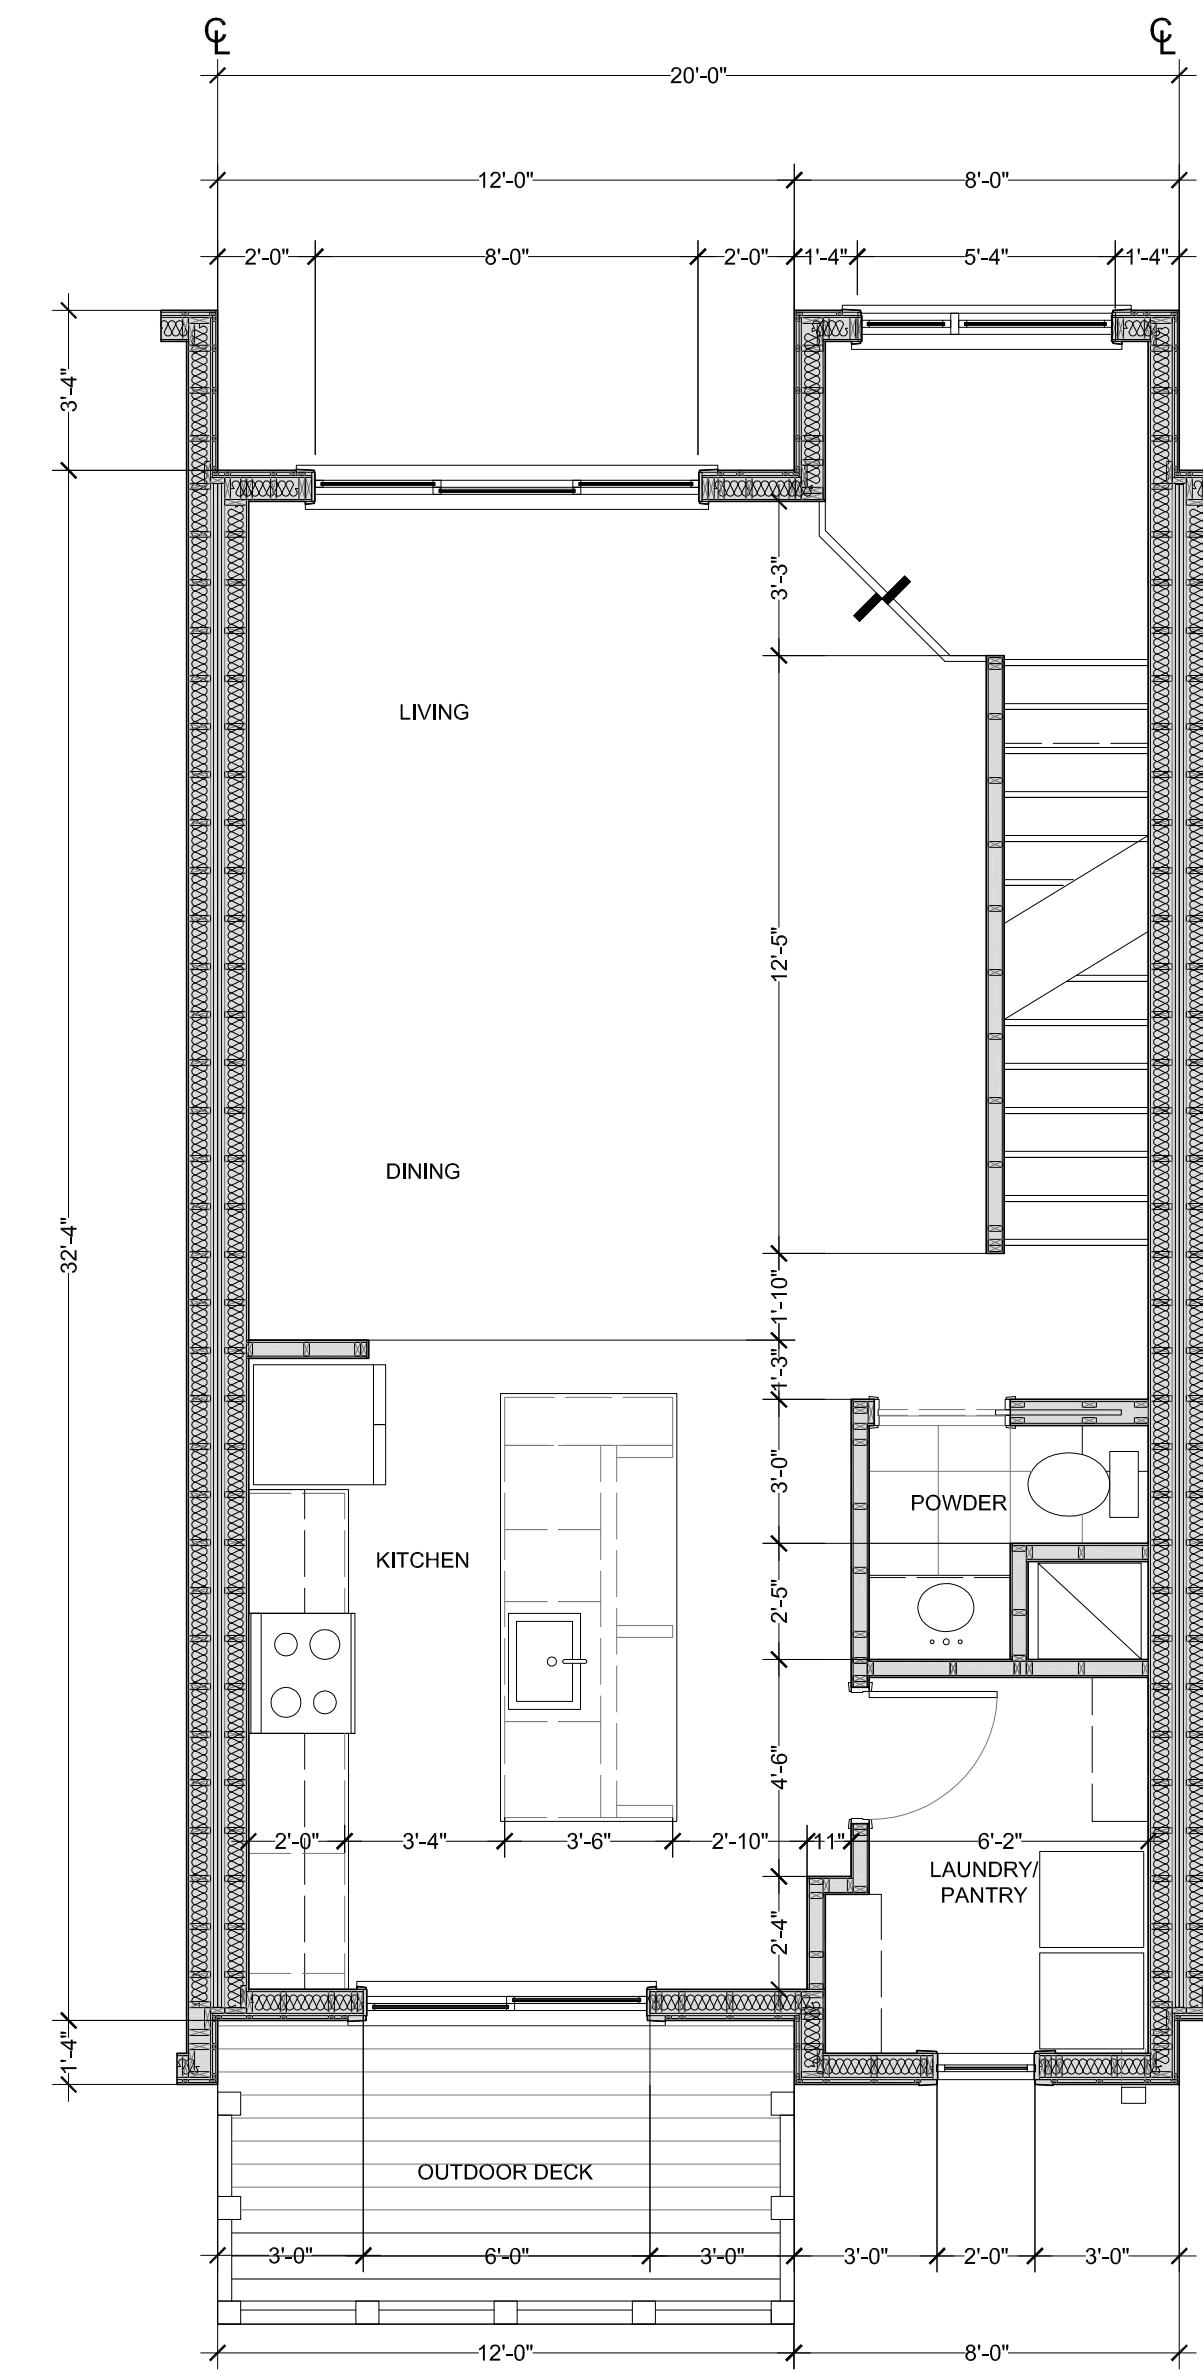 ℄ ℄
20'-0"
12'-0" 8'-0"
2'-0" 8'-0" 2'-0" 1'-4" 5'-4" 1'-4"
3'-4"
3'-3"
LIVING
12'-5"
DINING
32'-4"
1'-10"
1'-3"
3'-0"
POWDER
KITCHEN
2'-5"
4'-6"
2'-0" 3'-4" 3'-6" 2'-10" 11" 6'-2"
LAUNDRY/
PANTRY
2'-4"
1'-4"
OUTDOOR DECK
3'-0" 6'-0" 3'-0" 3'-0" 2'-0" 3'-0"
12'-0" 8'-0"